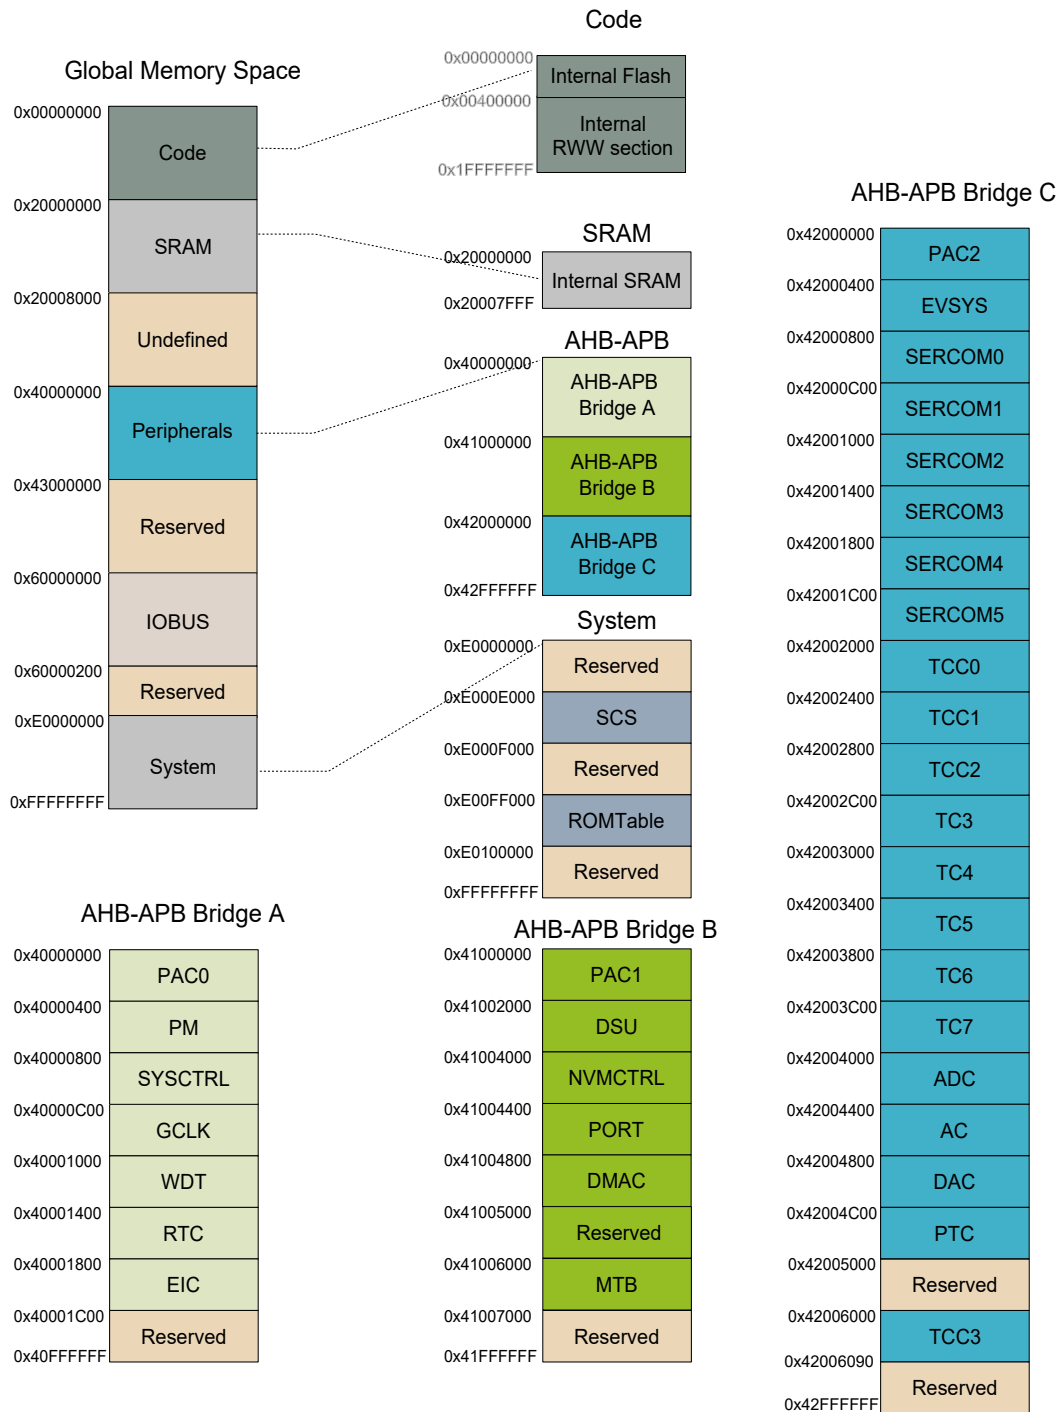 Global Memory Space
0x00000000
Code
0x20000000
SRAM
0x20008000
Undefined
0x40000000
Peripherals
0x43000000
Reserved
0x60000000
IOBUS
0x60000200
Reserved
0xE0000000
System
0xFFFFFFFF
Code
0x00000000
Internal Flash
0x00400000
Internal
RWW section
0x1FFFFFFF
SRAM
0x20000000
Internal SRAM
0x20007FFF
AHB-APB
0x40000000
AHB-APB
Bridge A
0x41000000
AHB-APB
Bridge B
0x42000000
AHB-APB
Bridge C
0x42FFFFFF
System
0xE0000000
Reserved
0xE000E000
SCS
0xE000F000
Reserved
0xE00FF000
ROMTable
0xE0100000
Reserved
0xFFFFFFFF
AHB-APB Bridge A
0x40000000
PAC0
0x40000400
PM
0x40000800
SYSCTRL
0x40000C00
GCLK
0x40001000
WDT
0x40001400
RTC
0x40001800
EIC
0x40001C00
Reserved
0x40FFFFFF
AHB-APB Bridge B
0x41000000
PAC1
0x41002000
DSU
0x41004000
NVMCTRL
0x41004400
PORT
0x41004800
DMAC
0x41005000
Reserved
0x41006000
MTB
0x41007000
Reserved
0x41FFFFFF
AHB-APB Bridge C
0x42000000
PAC2
0x42000400
EVSYS
0x42000800
SERCOM0
0x42000C00
SERCOM1
0x42001000
SERCOM2
0x42001400
SERCOM3
0x42001800
SERCOM4
0x42001C00
SERCOM5
0x42002000
TCC0
0x42002400
TCC1
0x42002800
TCC2
0x42002C00
TC3
0x42003000
TC4
0x42003400
TC5
0x42003800
TC6
0x42003C00
TC7
0x42004000
ADC
0x42004400
AC
0x42004800
DAC
0x42004C00
PTC
0x42005000
Reserved
0x42006000
TCC3
0x42006090
Reserved
0x42FFFFFF